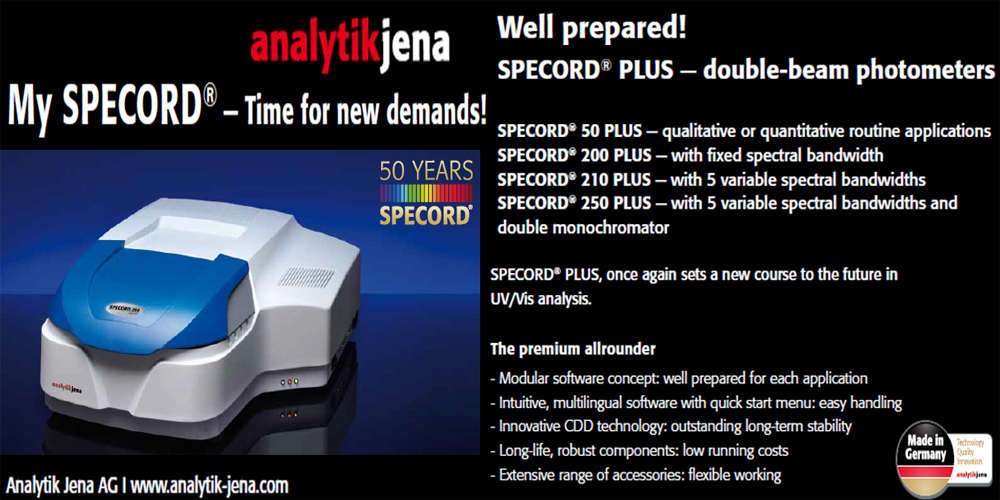 analytikjena
My SPECORD® – Time for new demands!
50 YEARS
SPECORD®
analytikjena
Analytik Jena AG I www.analytik-jena.com
Well prepared!
SPECORD® PLUS – double-beam photometers
SPECORD® 50 PLUS – qualitative or quantitative routine applications
SPECORD® 200 PLUS – with fixed spectral bandwidth
SPECORD® 210 PLUS – with 5 variable spectral bandwidths
SPECORD® 250 PLUS – with 5 variable spectral bandwidths and
double monochromator
SPECORD® PLUS, once again sets a new course to the future in
UV/Vis analysis.
The premium allrounder
- Modular software concept: well prepared for each application
- Intuitive, multilingual software with quick start menu: easy handling
- Innovative CDD technology: outstanding long-term stability
- Long-life, robust components: low running costs
- Extensive range of accessories: flexible working
Made in
Germany
Technology
Quality
Innovation
analytikjena